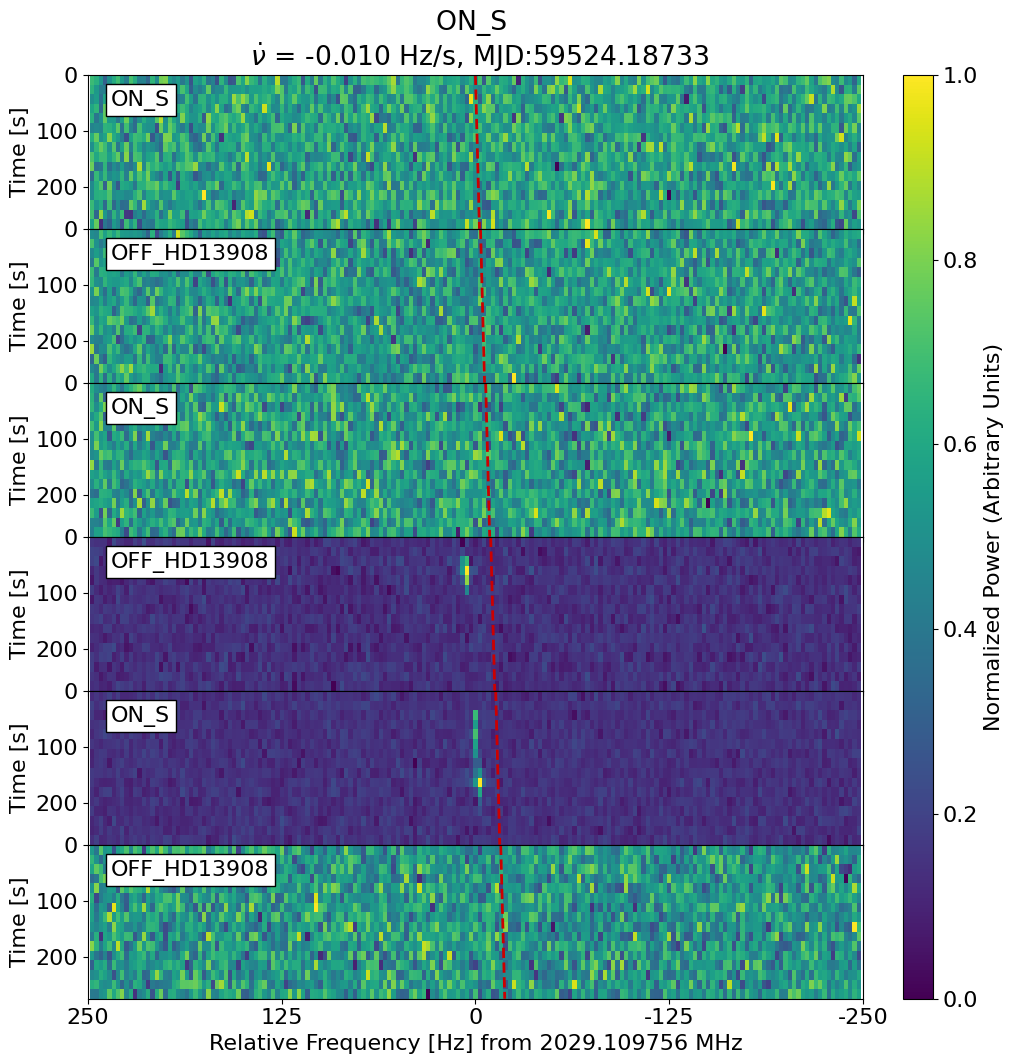 ON_S
ν̇ = -0.010 Hz/s, MJD:59524.18733
0
100
200
Time [s]
ON_S
0
100
200
Time [s]
OFF_HD13908
0
100
200
Time [s]
ON_S
0
100
200
Time [s]
OFF_HD13908
0
100
200
Time [s]
ON_S
0
100
200
Time [s]
OFF_HD13908
250 125 0 -125 -250
Relative Frequency [Hz] from 2029.109756 MHz
1.0
0.8
0.6
0.4
0.2
0.0
Normalized Power (Arbitrary Units)